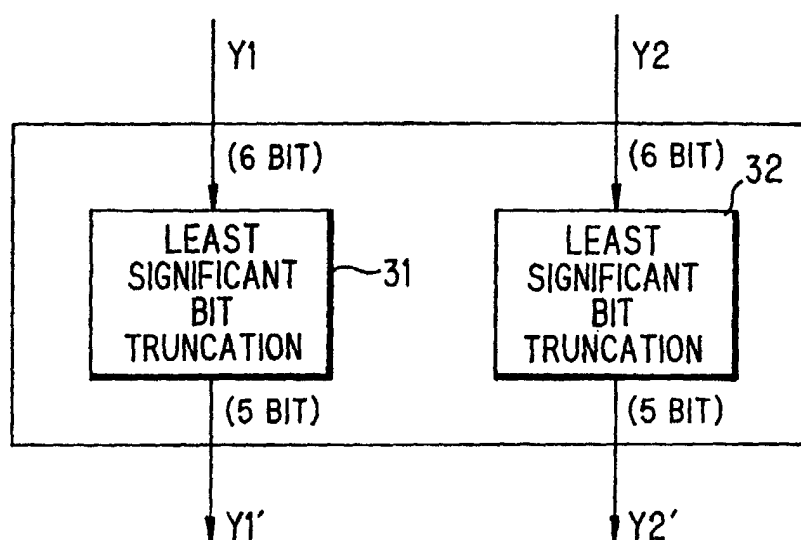 Y1
Y2
(6 BIT)
(6 BIT)
32
LEAST
SIGNIFICANT
BIT
TRUNCATION
31
LEAST
SIGNIFICANT
BIT
TRUNCATION
(5 BIT)
(5 BIT)
Y1′
Y2′